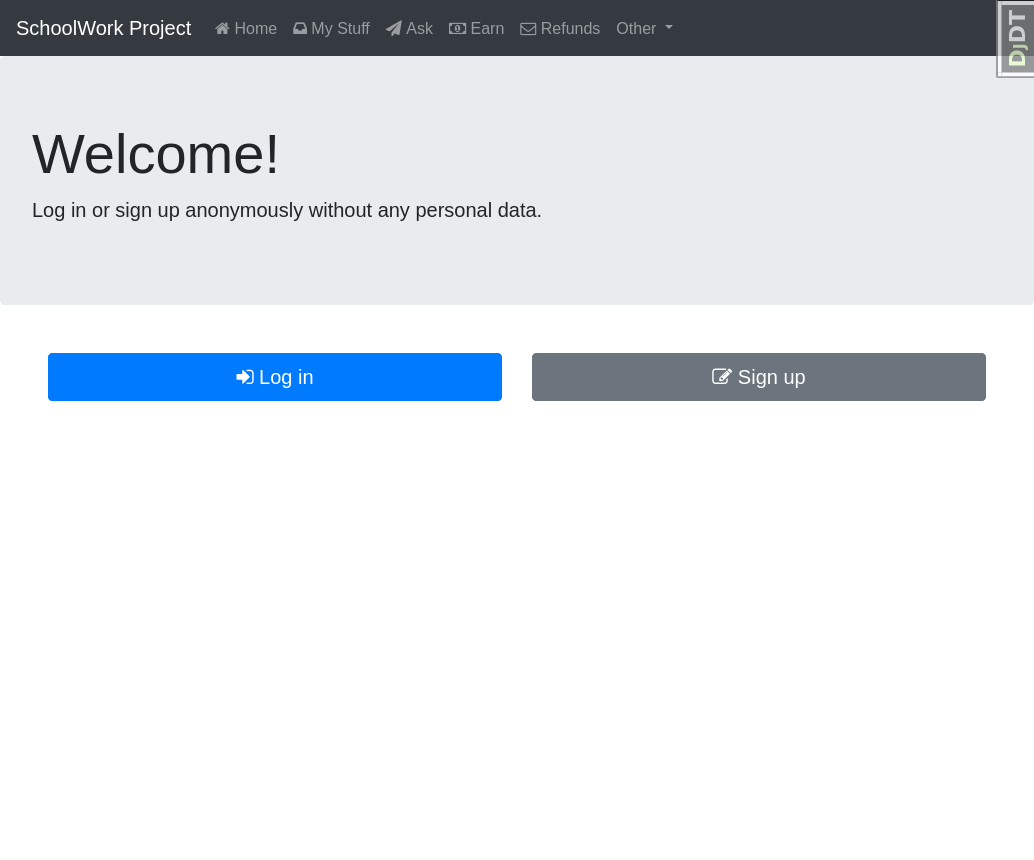 SchoolWork Project Home My Stuff Ask Earn Refunds Other
DjDT
Welcome!
Log in or sign up anonymously without any personal data.
Log in Sign up